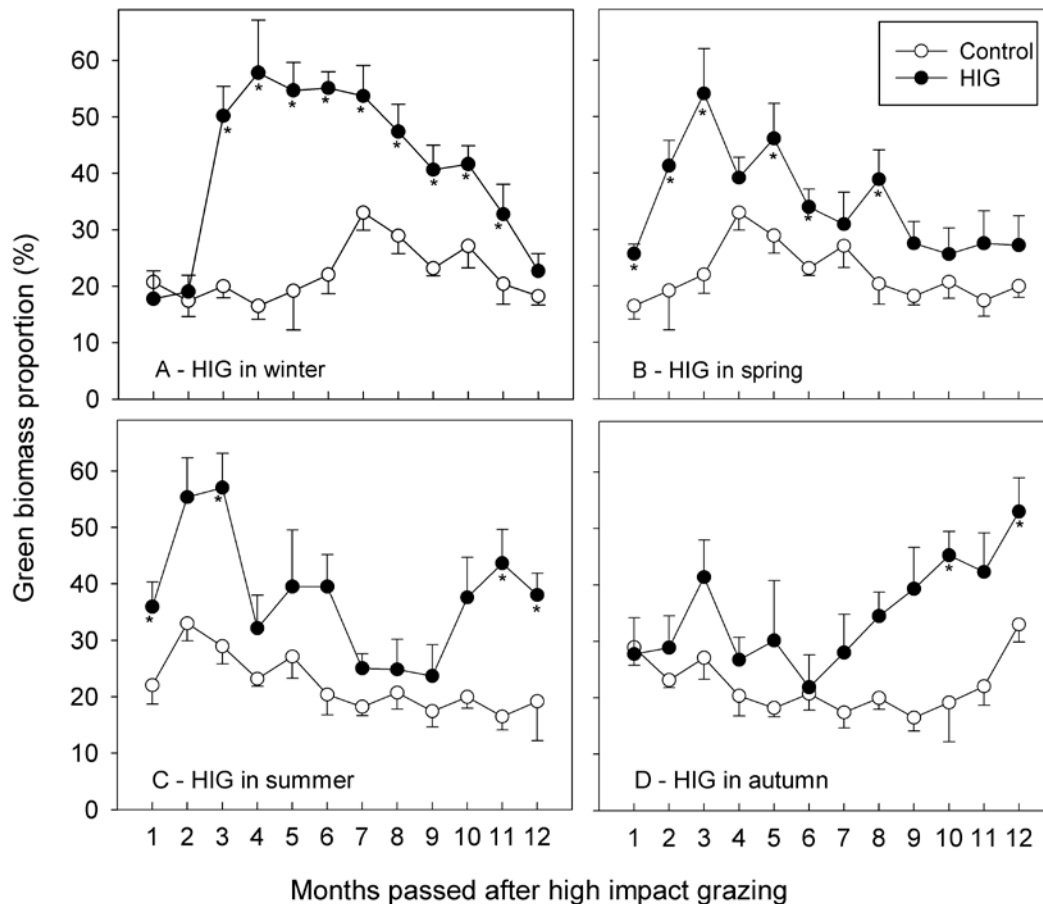 Green biomass proportion (%)
60
50
40
30
20
10
0
A - HIG in winter
* * * * * * * * *
B - HIG in spring
* * * * * *
Control
HIG
60
50
40
30
20
10
0
C - HIG in summer
* * * *
1 2 3 4 5 6 7 8 9 10 11 12
D - HIG in autumn
* *
1 2 3 4 5 6 7 8 9 10 11 12
Months passed after high impact grazing